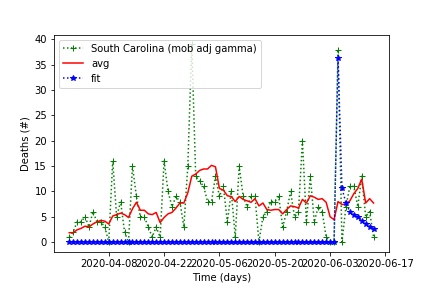 40
35
30
25
20
15
10
5
0
Deaths (#)
South Carolina (mob adj gamma)
avg
fit
2020-04-08 2020-04-22 2020-05-06 2020-05-20 2020-06-03 2020-06-17
Time (days)